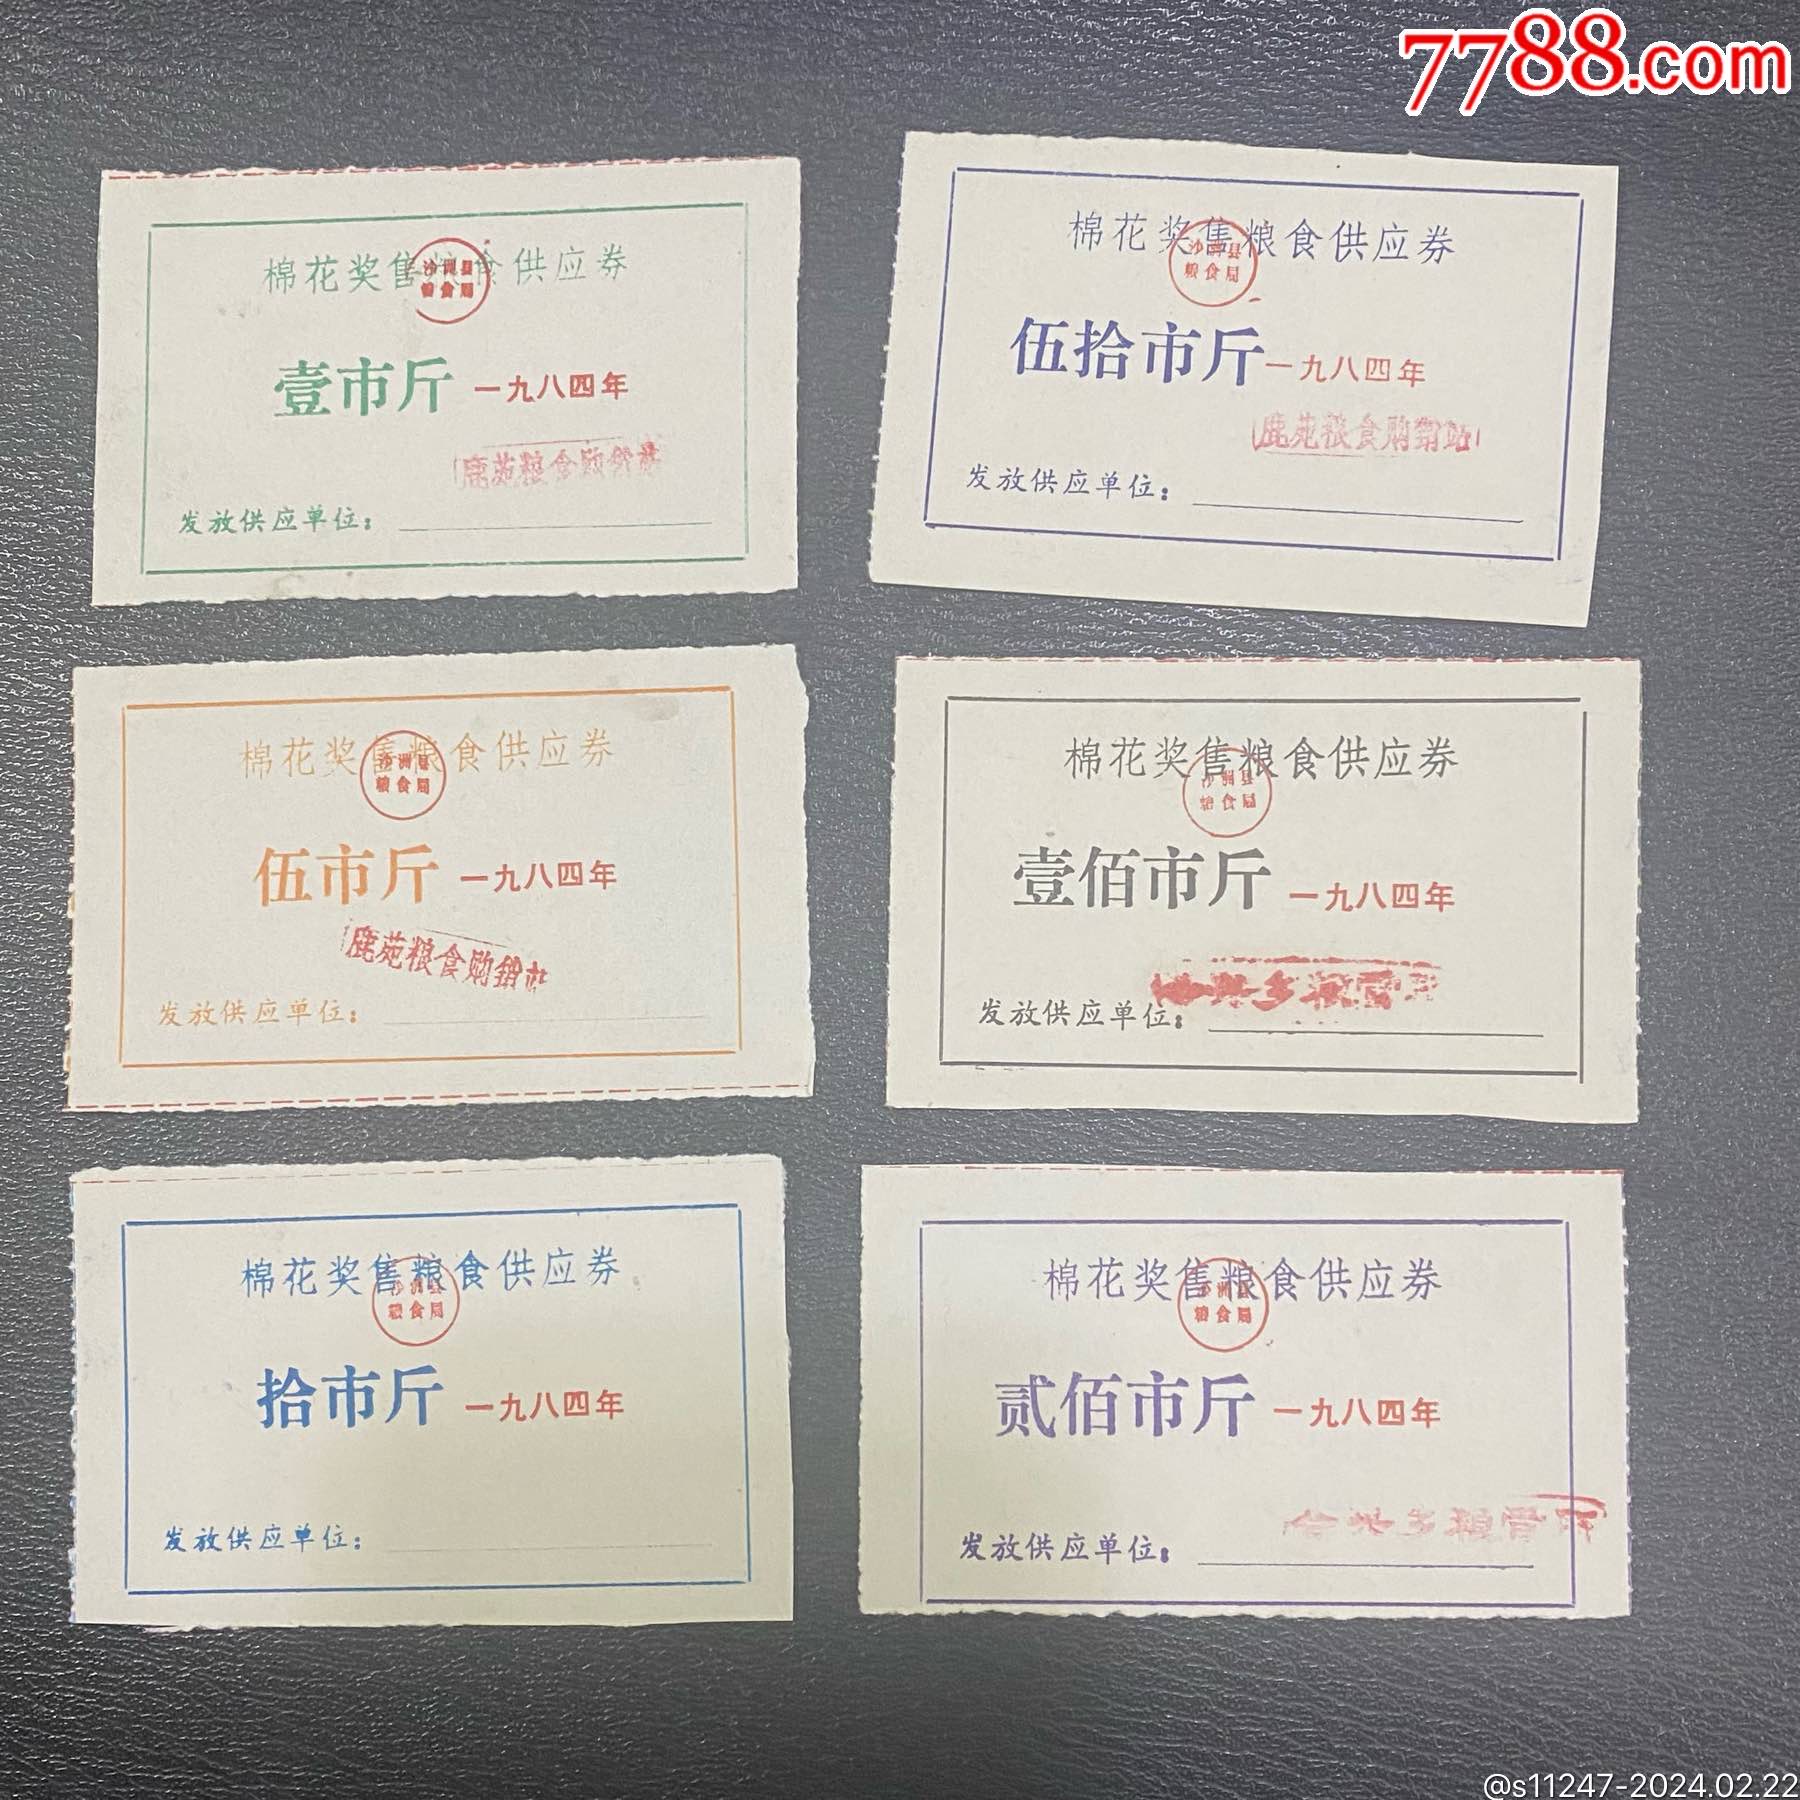 7788.com
棉花奖售粮食供应券
沙洲县
粮食局
壹市斤 一九八四年
鹿苑粮食购销站
发放供应单位：
棉花奖售粮食供应券
沙洲县
粮食局
伍拾市斤 一九八四年
鹿苑粮食购销站
发放供应单位：
棉花奖售粮食供应券
沙洲县
粮食局
伍市斤 一九八四年
鹿苑粮食购销站
发放供应单位：
棉花奖售粮食供应券
沙洲县
粮食局
壹佰市斤 一九八四年
发放供应单位：
棉花奖售粮食供应券
沙洲县
粮食局
拾市斤 一九八四年
发放供应单位：
棉花奖售粮食供应券
沙洲县
粮食局
贰佰市斤 一九八四年
发放供应单位：
@s11247-2024.02.22